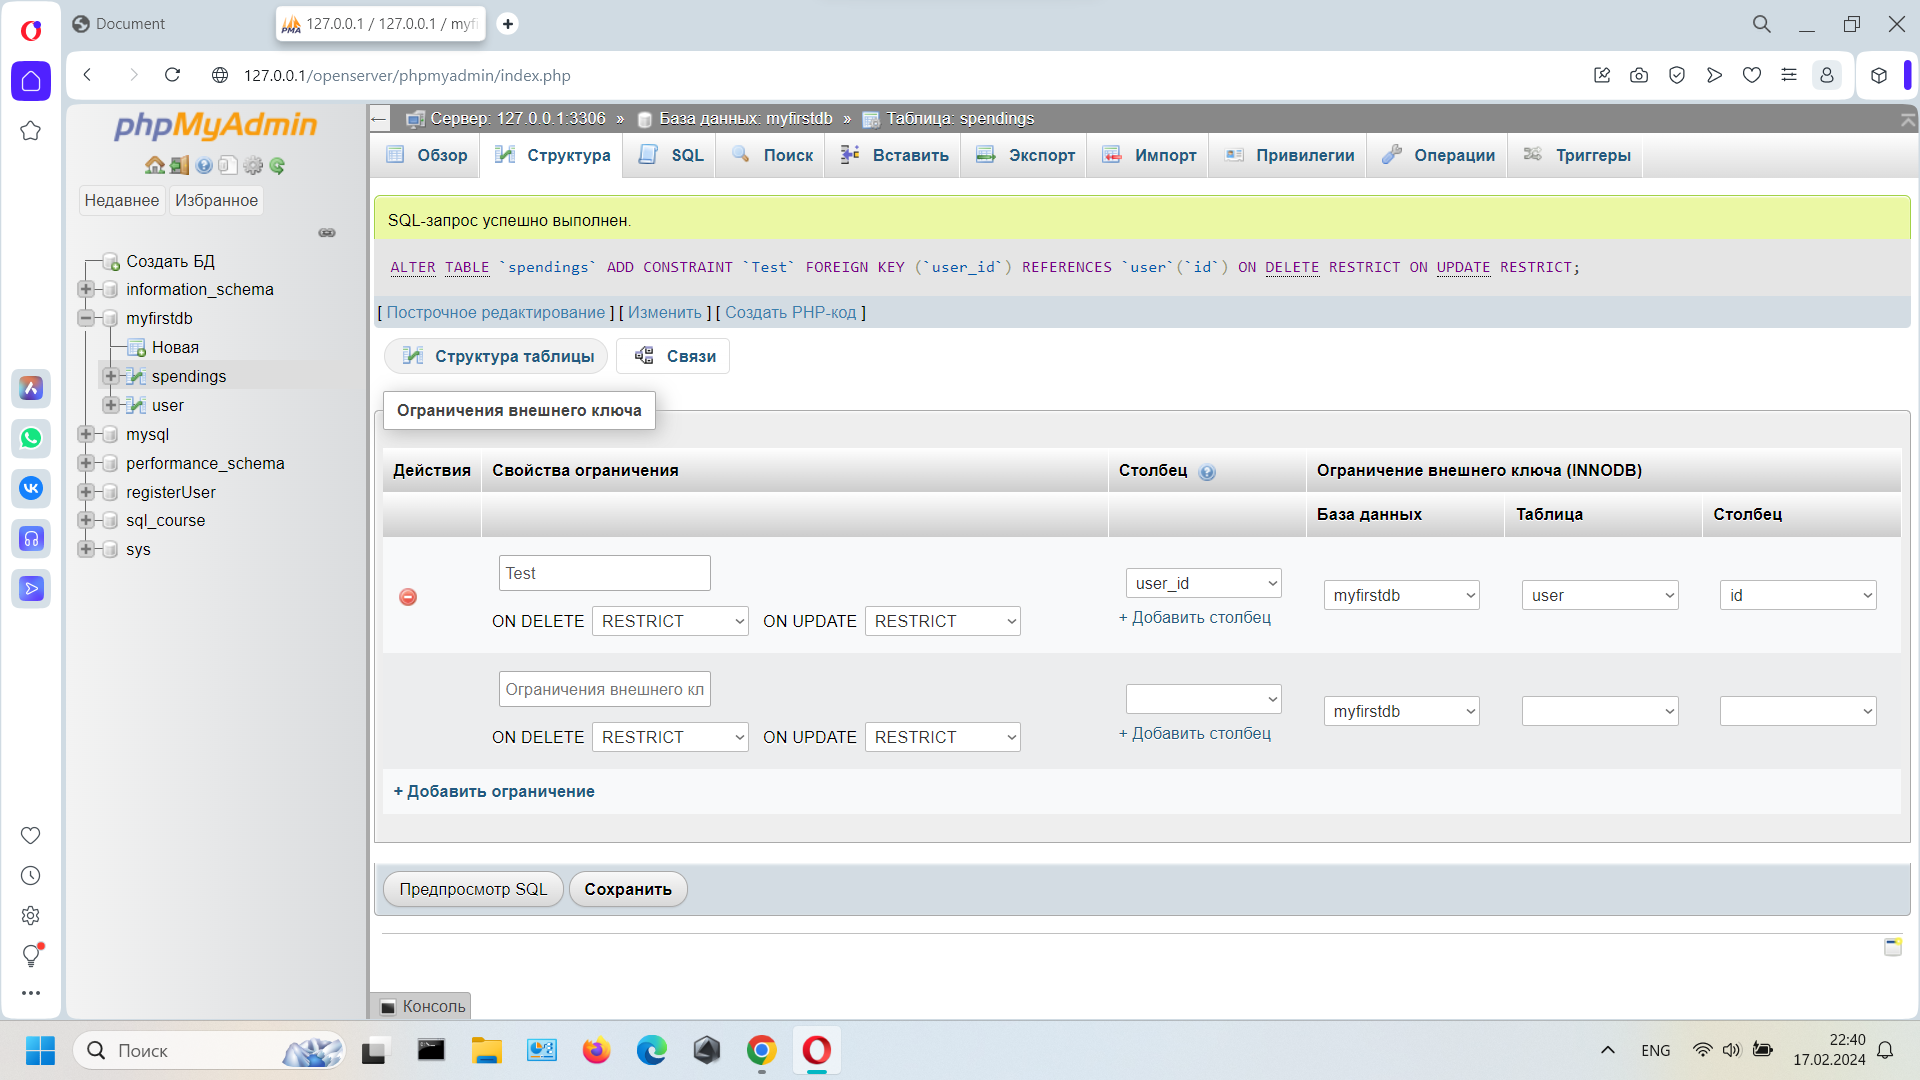 Document
127.0.0.1 / 127.0.0.1 / myfi
127.0.0.1/openserver/phpmyadmin/index.php
phpMyAdmin
Недавнее Избранное
Создать БД
information_schema
myfirstdb
Новая
spendings
user
mysql
performance_schema
registerUser
sql_course
sys
Сервер: 127.0.0.1:3306 » База данных: myfirstdb » Таблица: spendings
Обзор Структура SQL Поиск Вставить Экспорт Импорт Привилегии Операции Триггеры
SQL-запрос успешно выполнен.
ALTER TABLE `spendings` ADD CONSTRAINT `Test` FOREIGN KEY (`user_id`) REFERENCES `user`(`id`) ON DELETE RESTRICT ON UPDATE RESTRICT;
[ Построчное редактирование ] [ Изменить ] [ Создать PHP-код ]
Структура таблицы Связи
Ограничения внешнего ключа
Действия Свойства ограничения Столбец Ограничение внешнего ключа (INNODB)
База данных Таблица Столбец
Test
user_id
myfirstdb user id
ON DELETE RESTRICT ON UPDATE RESTRICT
+ Добавить столбец
Ограничения внешнего кл
myfirstdb
ON DELETE RESTRICT ON UPDATE RESTRICT
+ Добавить столбец
+ Добавить ограничение
Предпросмотр SQL Сохранить
Консоль
Поиск
ENG
22:40
17.02.2024